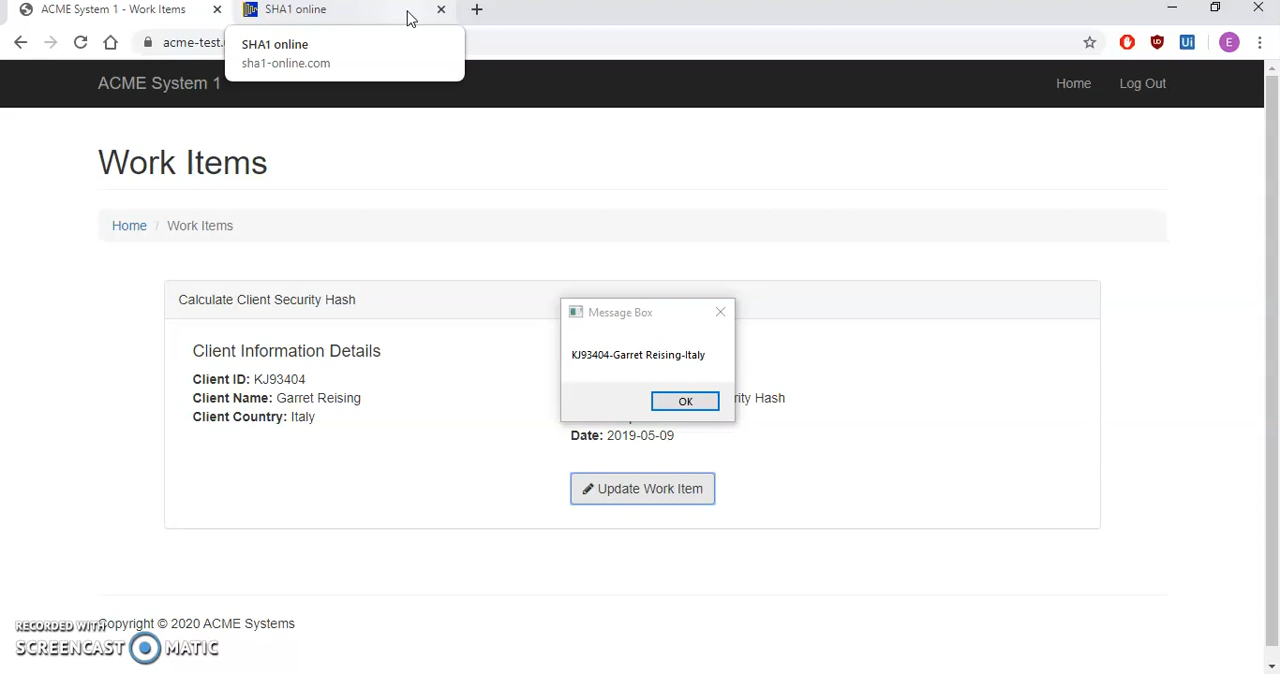 ACME System 1 - Work Items
SHA1 online
acme-test.
SHA1 online
sha1-online.com
ACME System 1
Home
Log Out
Work Items
Home / Work Items
Calculate Client Security Hash
Client Information Details
Client ID: KJ93404
Client Name: Garret Reising
Client Country: Italy
Message Box
KJ93404-Garret Reising-Italy
OK
rity Hash
Date: 2019-05-09
Update Work Item
Copyright © 2020 ACME Systems
RECORDED WITH
SCREENCAST MATIC
Ui
E